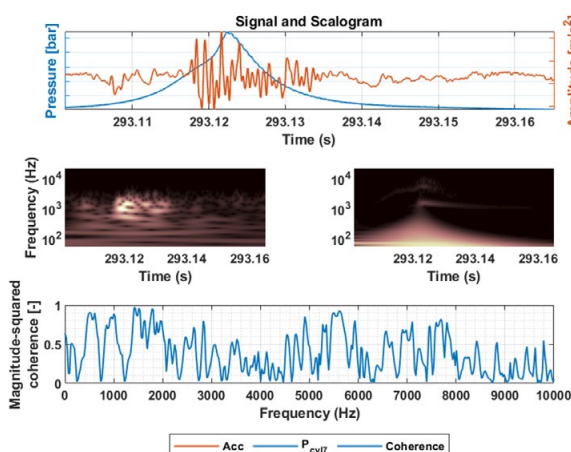 Signal and Scalogram
Pressure [bar]
293.11 293.12 293.13 293.14 293.15 293.16
Time (s)
Frequency (Hz)
10^4
10^3
10^2
293.12 293.14 293.16
Time (s)
10^4
10^3
10^2
293.12 293.14 293.16
Time (s)
Magnitude-squared
coherence [-]
1
0.5
0
0 1000 2000 3000 4000 5000 6000 7000 8000 9000 10000
Frequency (Hz)
Acc P_cyl7 Coherence